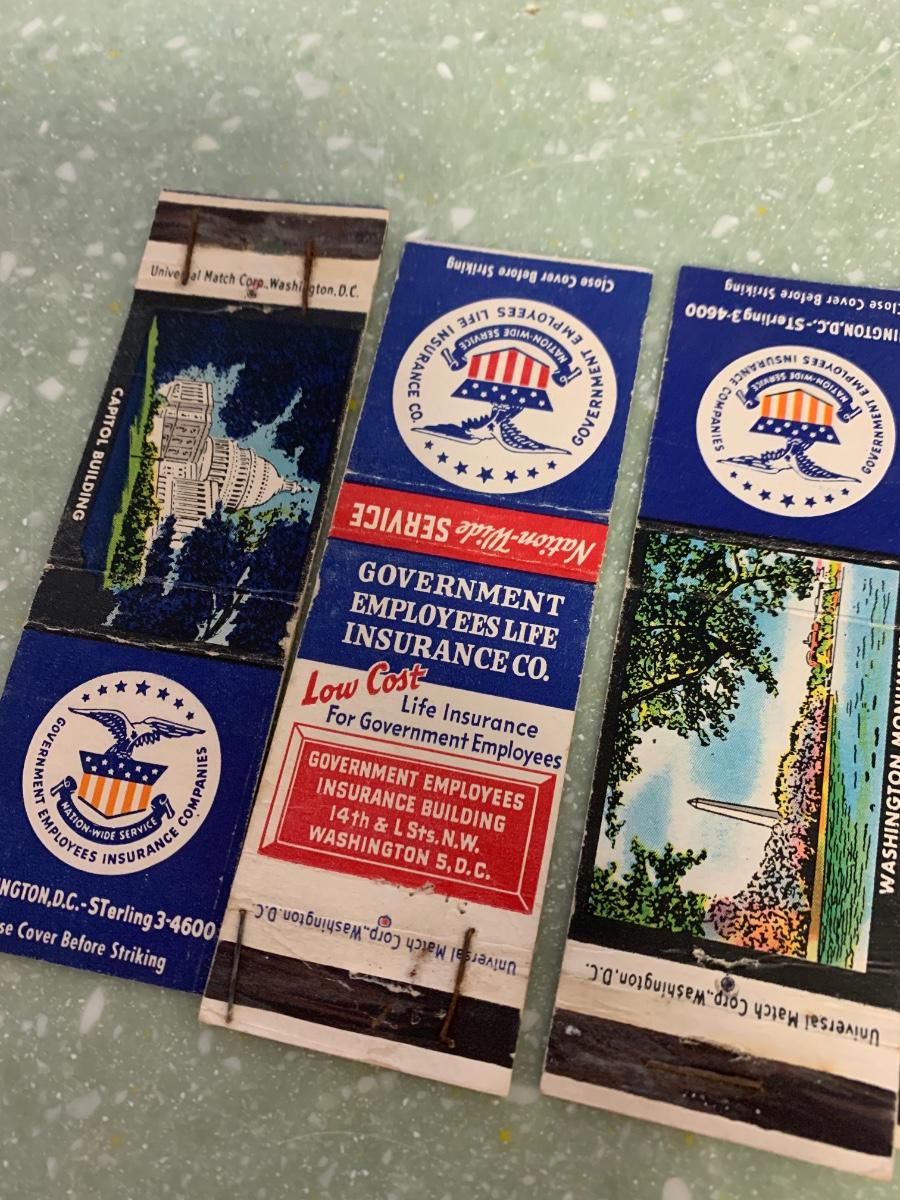 Universal Match Corp., Washington, D.C.
CAPITOL BUILDING
GOVERNMENT EMPLOYEES INSURANCE COMPANIES
NATION-WIDE SERVICE
INGTON, D.C. - STerling 3-4600
se Cover Before Striking
Close Cover Before Striking
GOVERNMENT EMPLOYEES LIFE INSURANCE CO.
NATION-WIDE SERVICE
Nation-Wide SERVICE
GOVERNMENT
EMPLOYEES LIFE
INSURANCE CO.
Low Cost
Life Insurance
For Government Employees
GOVERNMENT EMPLOYEES
INSURANCE BUILDING
14th & L Sts. N.W.
WASHINGTON 5, D.C.
Universal Match Corp., Washington, D.C.
Close Cover Before Striking
INGTON, D.C. - STerling 3-4600
GOVERNMENT EMPLOYEES INSURANCE COMPANIES
NATION-WIDE SERVICE
WASHINGTON MONUM
Universal Match Corp., Washington, D.C.